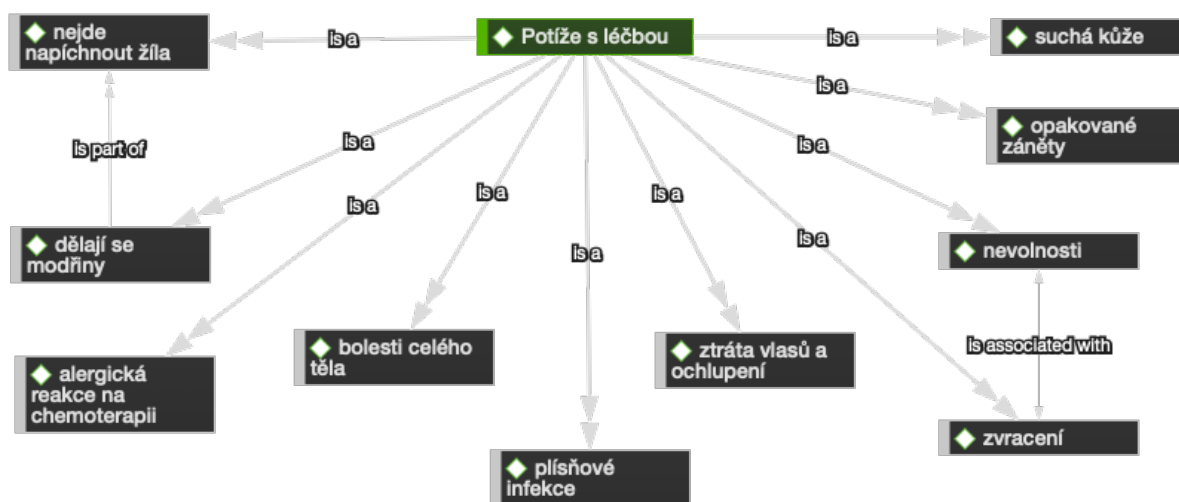 nejde
napíchnout žíla
is a
Potíže s léčbou
is a
suchá kůže
is a
opakované
záněty
is part of
is a
is a
is a
is a
is a
is a
is a
dělají se
modřiny
nevolnosti
bolesti celého
těla
ztráta vlasů a
ochlupení
is associated with
alergická
reakce na
chemoterapii
zvracení
plísňové
infekce